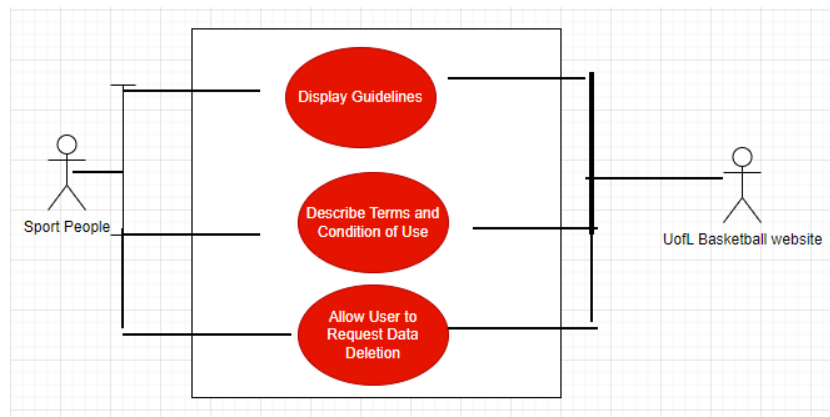 Display Guidelines
Sport People
Describe Terms and
Condition of Use
UofL Basketball website
Allow User to
Request Data
Deletion